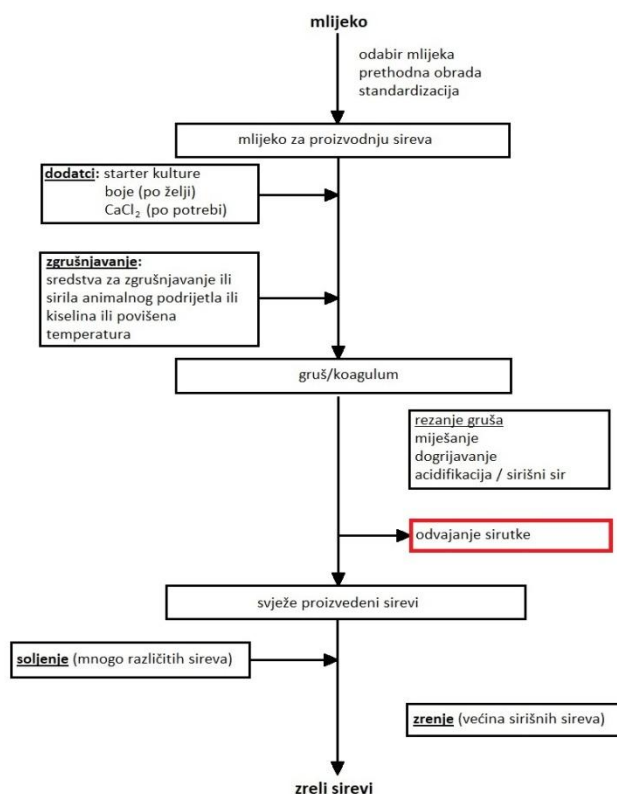 mlijeko
odabir mlijeka
prethodna obrada
standardizacija
mlijeko za proizvodnju sireva
dodatci: starter kulture
boje (po želji)
CaCl₂ (po potrebi)
zgrušnjavanje:
sredstva za zgrušnjavanje ili
sirila animalnog podrijetla ili
kiselina ili povišena
temperatura
gruš/koagulum
rezanje gruša
miješanje
dogrijavanje
acidifikacija / sirišni sir
odvajanje sirutke
svježe proizvedeni sirevi
soljenje (mnogo različitih sireva)
zrenje (većina sirišnih sireva)
zreli sirevi